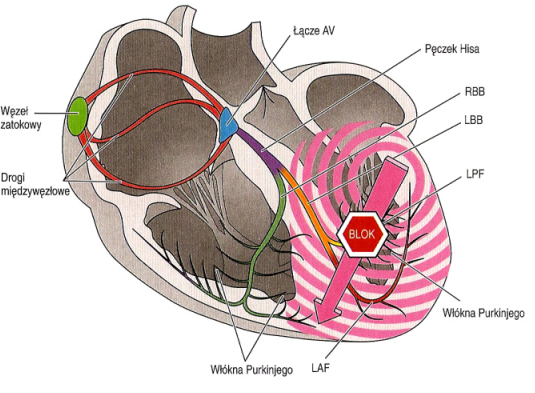 Łącze AV
Pęczek Hisa
RBB
LBB
LPF
Węzeł
zatokowy
Drogi
międzywęzłowe
BLOK
Włókna Purkinjego
Włókna Purkinjego
LAF